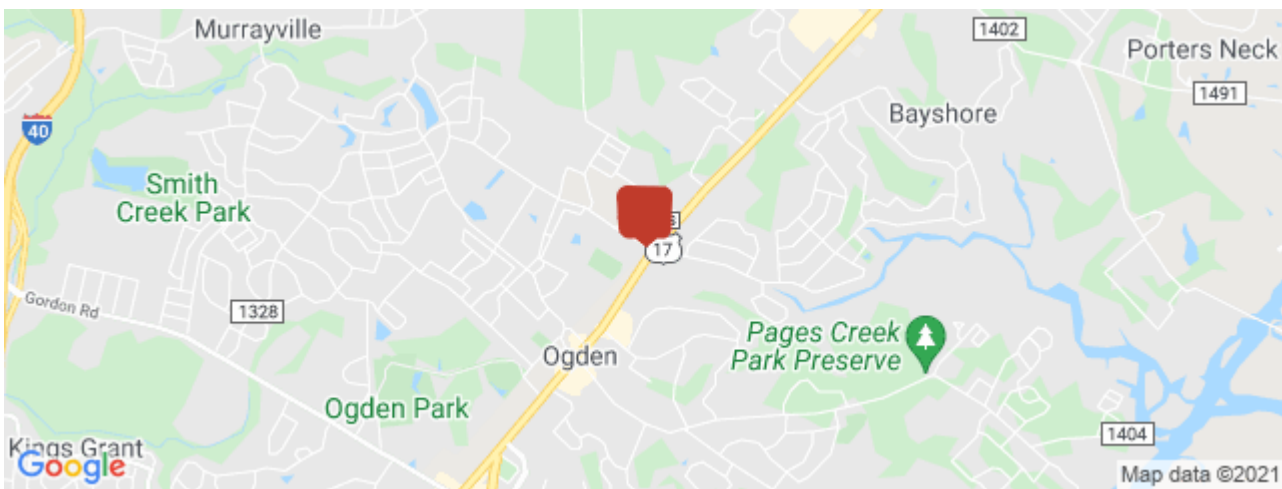 Murrayville
1402
Porters Neck
1491
Bayshore
40
Smith
Creek Park
17
Gordon Rd
1328
Pages Creek
Park Preserve
Ogden
Ogden Park
1404
Kings Grant
Google
Map data ©2021